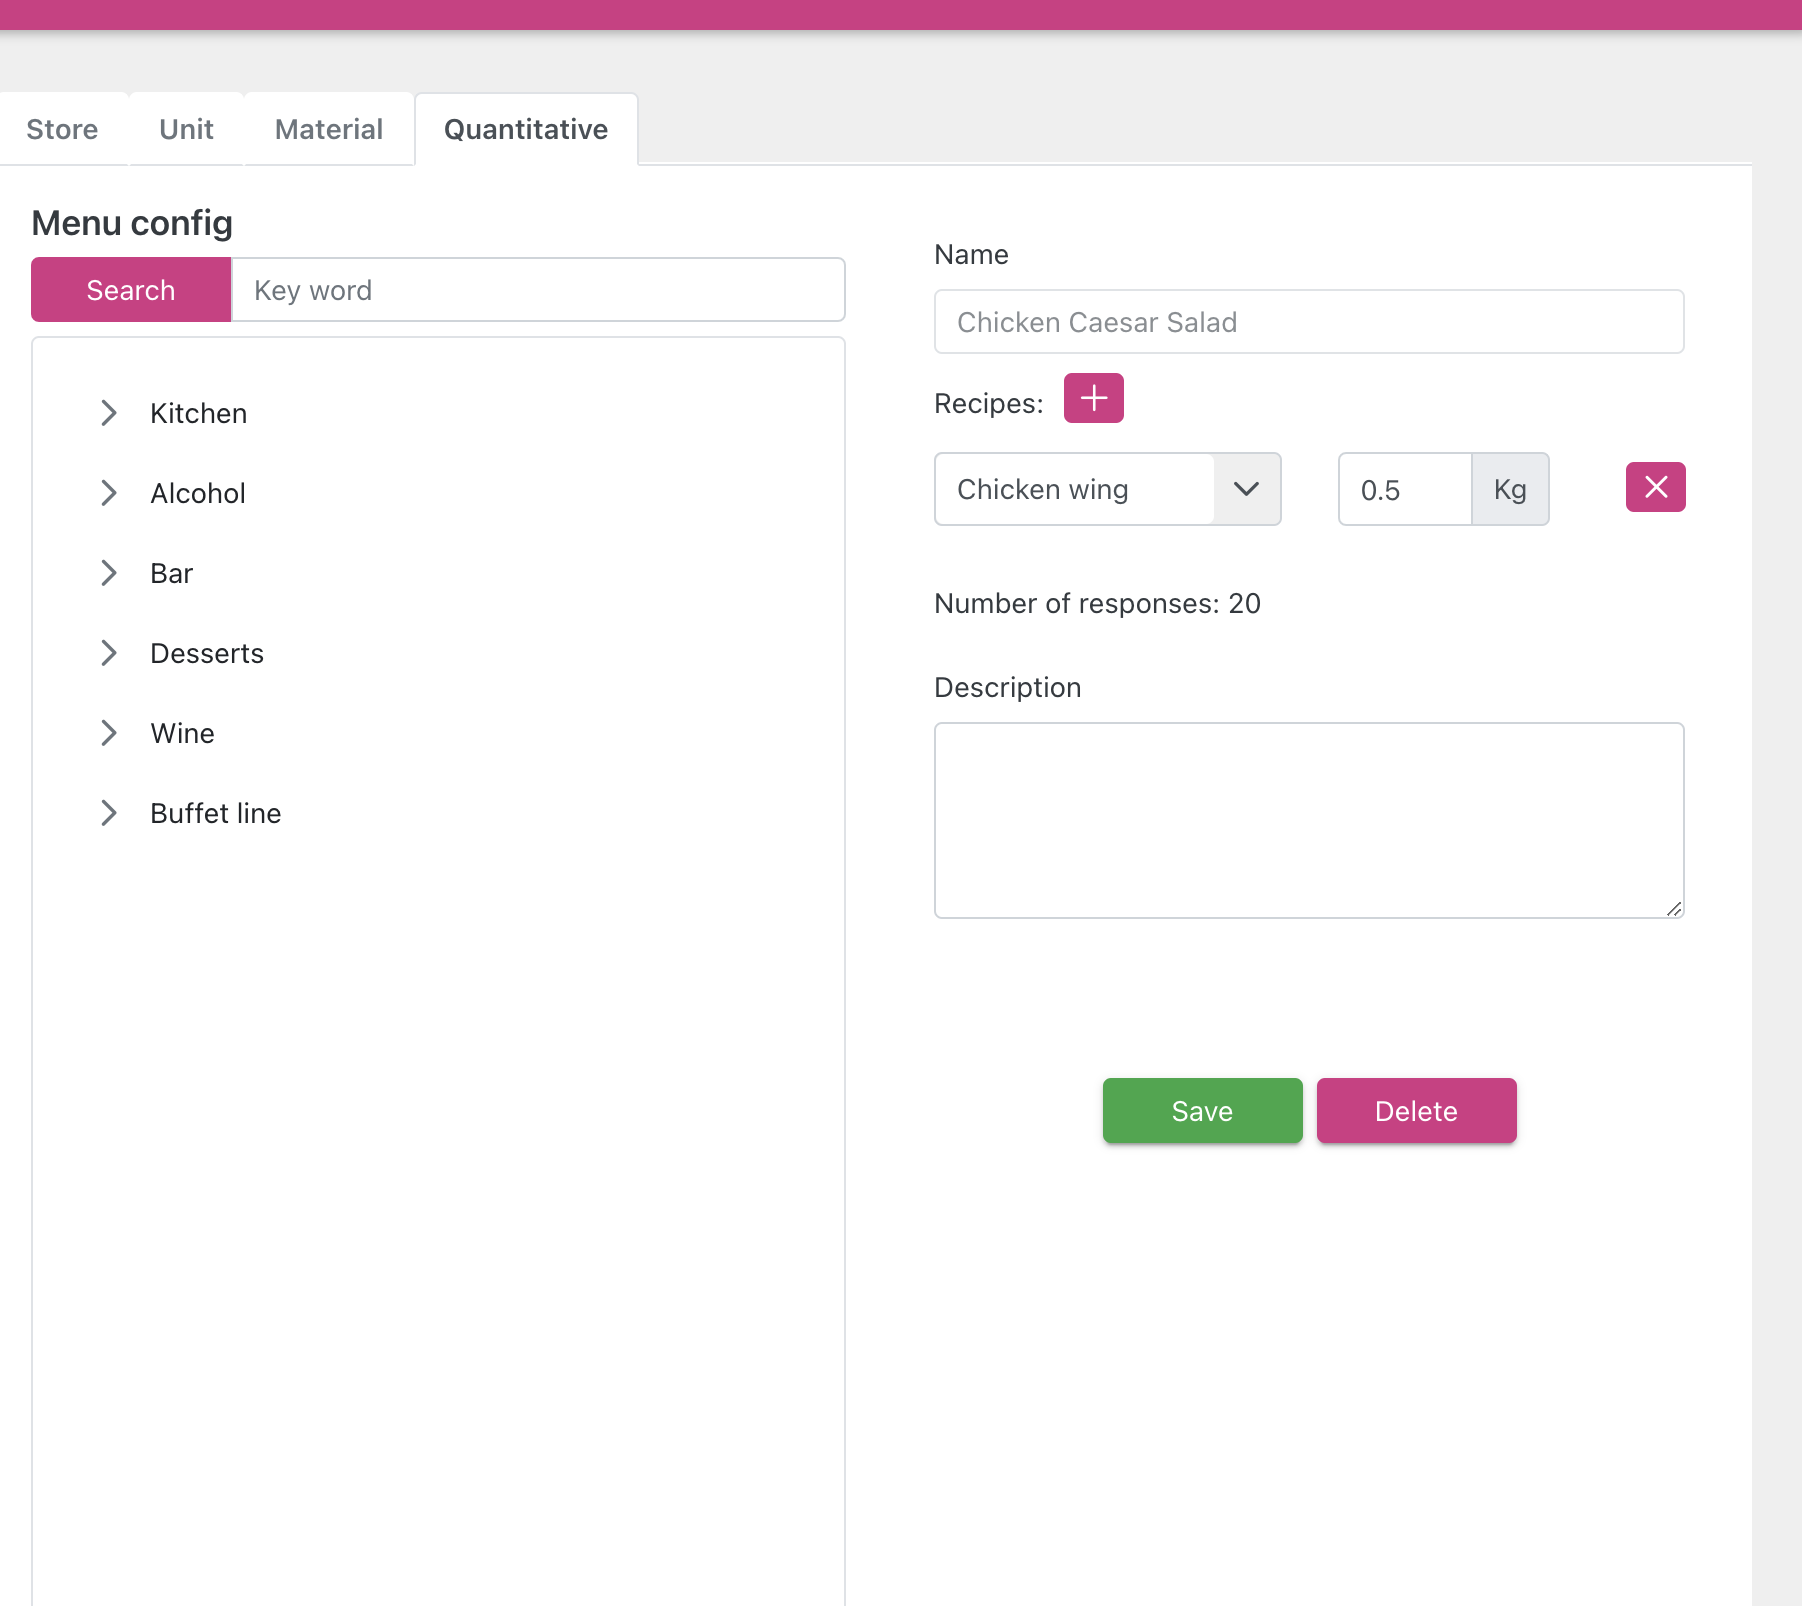 Store Unit Material Quantitative
Menu config
Search Key word
Kitchen
Alcohol
Bar
Desserts
Wine
Buffet line
Name
Chicken Caesar Salad
Recipes:
Chicken wing 0.5 Kg
Number of responses: 20
Description
Save Delete